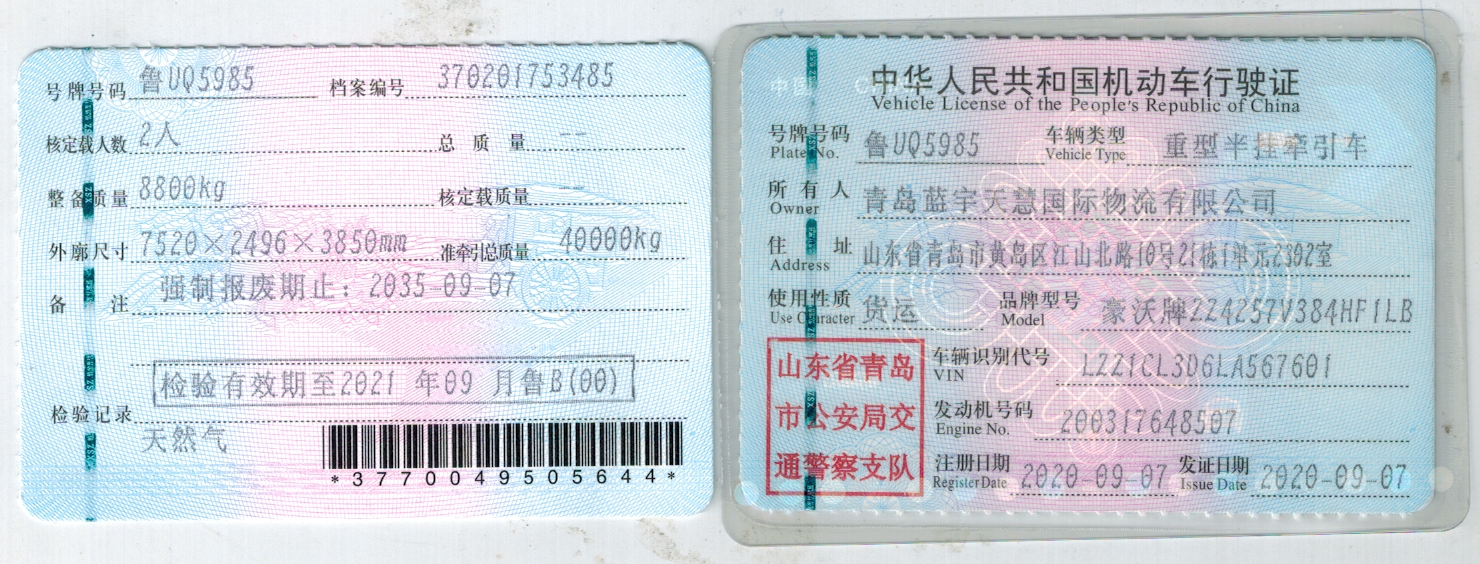 号牌号码 鲁UQ5985 档案编号 370201753485
核定载人数 2人 总质量 --
整备质量 8800kg 核定载质量 --
外廓尺寸 7520×2496×3850mm 准牵引总质量 40000kg
备注 强制报废期止：2035-09-07
检验有效期至2021 年09 月鲁B(00)
检验记录
天然气
*3770049505644*
中华人民共和国机动车行驶证
Vehicle License of the People's Republic of China
号牌号码 鲁UQ5985 车辆类型 重型半挂牵引车
Plate No. Vehicle Type
所有人 青岛蓝宇天慧国际物流有限公司
Owner
住址 山东省青岛市黄岛区江山北路10号21栋1单元2302室
Address
使用性质 货运 品牌型号 豪沃牌ZZ4257V384HF1LB
Use Character Model
车辆识别代号 LZZ1CL3D6LA567601
VIN
发动机号码 200317648507
Engine No.
注册日期 2020-09-07 发证日期 2020-09-07
Register Date Issue Date
山东省青岛
市公安局交
通警察支队